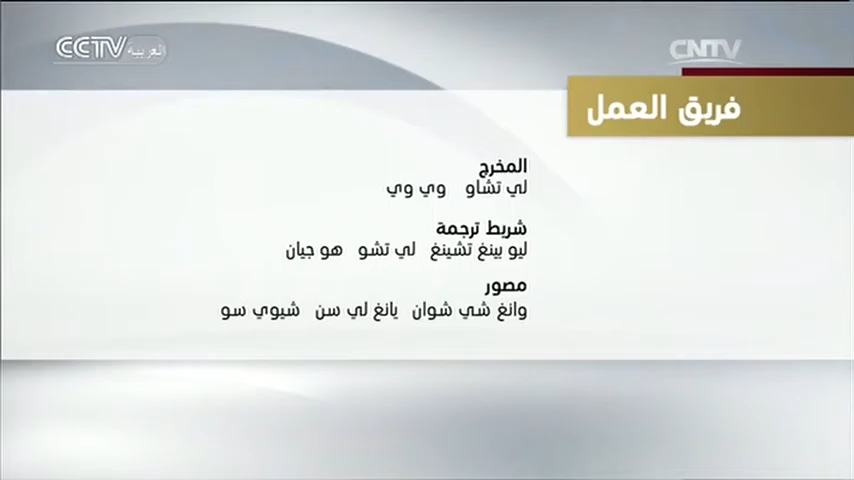 CCTV العربية
CNTV
فريق العمل
المخرج
لي تشاو وي وي
شريط ترجمة
ليو بينغ تشينغ لي تشو هو جيان
مصور
وانغ شي شوان يانغ لي سن شيوي سو